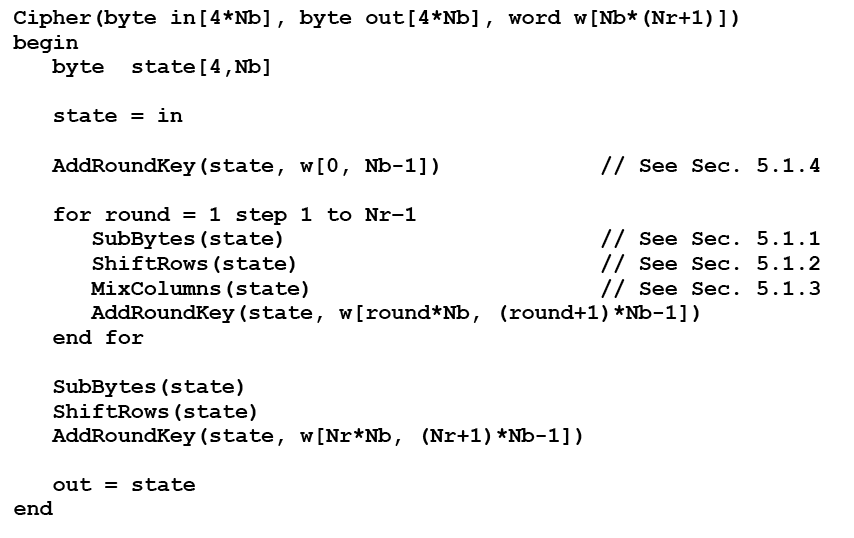 Cipher(byte in[4*Nb], byte out[4*Nb], word w[Nb*(Nr+1)])
begin
byte state[4,Nb]
state = in
AddRoundKey(state, w[0, Nb-1]) // See Sec. 5.1.4
for round = 1 step 1 to Nr–1
SubBytes(state) // See Sec. 5.1.1
ShiftRows(state) // See Sec. 5.1.2
MixColumns(state) // See Sec. 5.1.3
AddRoundKey(state, w[round*Nb, (round+1)*Nb-1])
end for
SubBytes(state)
ShiftRows(state)
AddRoundKey(state, w[Nr*Nb, (Nr+1)*Nb-1])
out = state
end